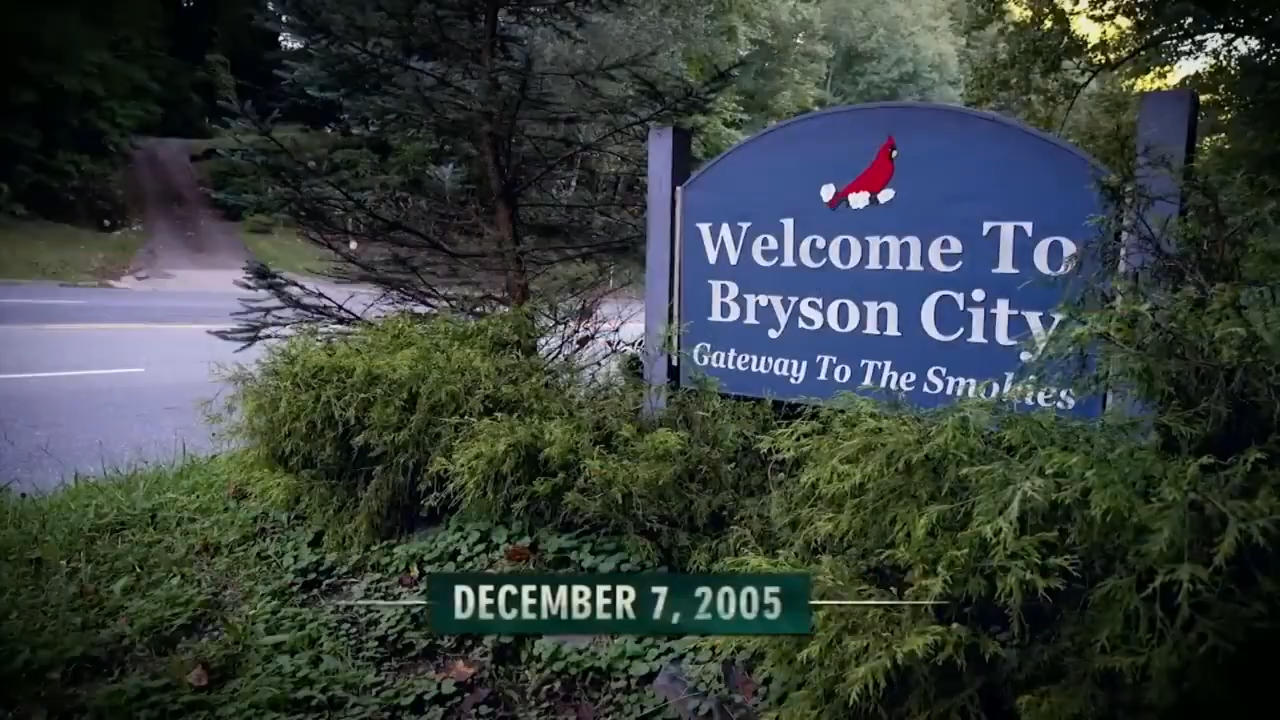 Welcome To
Bryson City
Gateway To The Smokies
DECEMBER 7, 2005